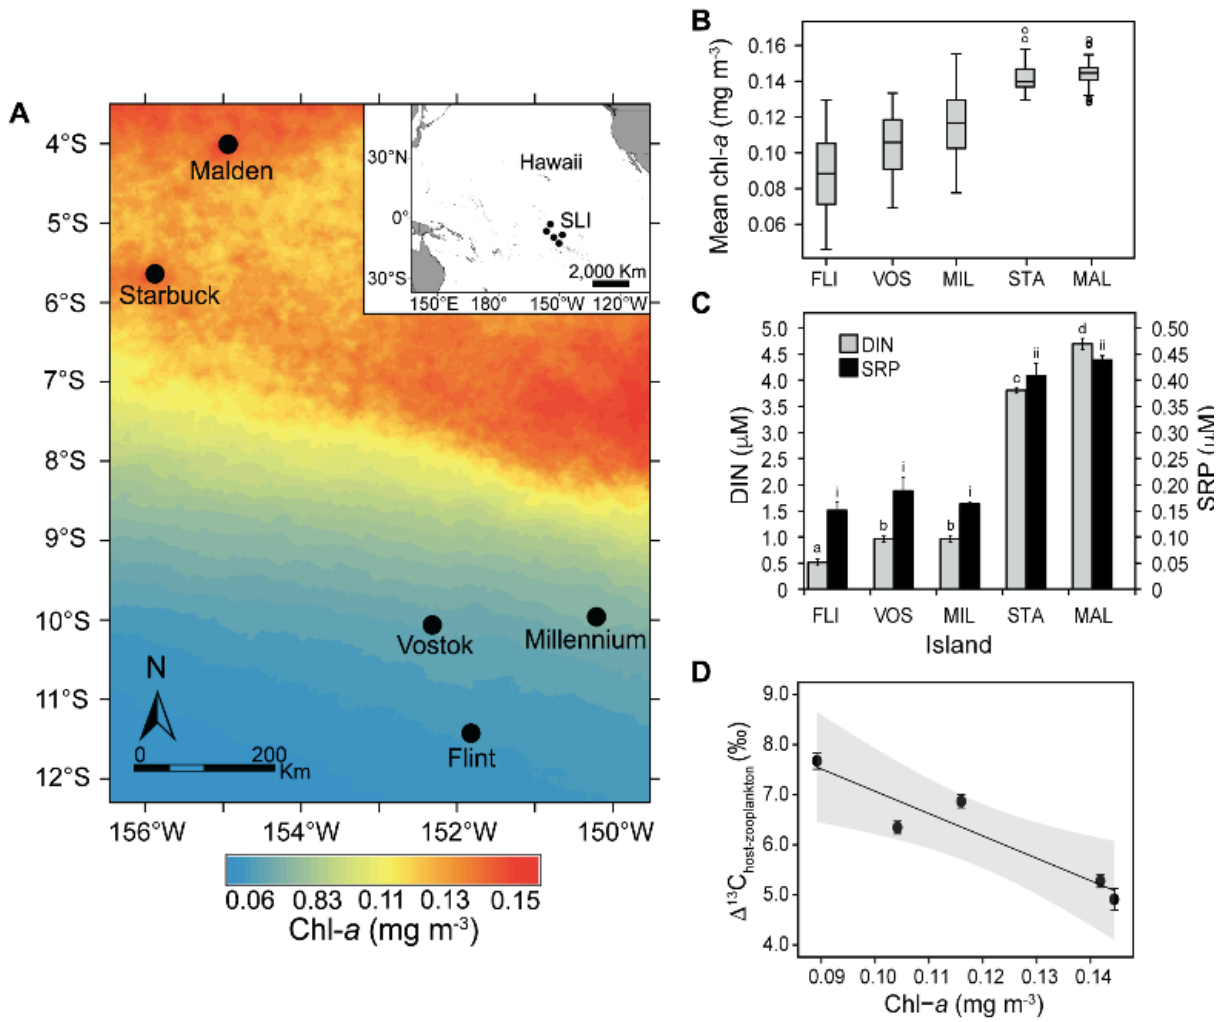 A
4°S
5°S
6°S
7°S
8°S
9°S
10°S
11°S
12°S
156°W 154°W 152°W 150°W
Malden
Starbuck
Vostok
Millennium
Flint
N
0 200
Km
30°N
0°
30°S
150°E 180° 150°W 120°W
Hawaii
SLI
2,000 Km
0.06 0.83 0.11 0.13 0.15
Chl-a (mg m-3)
B
Mean chl-a (mg m-3)
0.16
0.14
0.12
0.10
0.08
0.06
FLI VOS MIL STA MAL
C
DIN (μM)
5.0
4.5
4.0
3.5
3.0
2.5
2.0
1.5
1.0
0.5
0
DIN
SRP
a i b i b i c ii d ii
0.50
0.45
0.40
0.35
0.30
0.25
0.20
0.15
0.10
0.05
0
SRP (μM)
FLI VOS MIL STA MAL
Island
D
Δ13Chost-zooplankton (‰)
9.0
8.0
7.0
6.0
5.0
4.0
0.09 0.10 0.11 0.12 0.13 0.14
Chl−a (mg m-3)